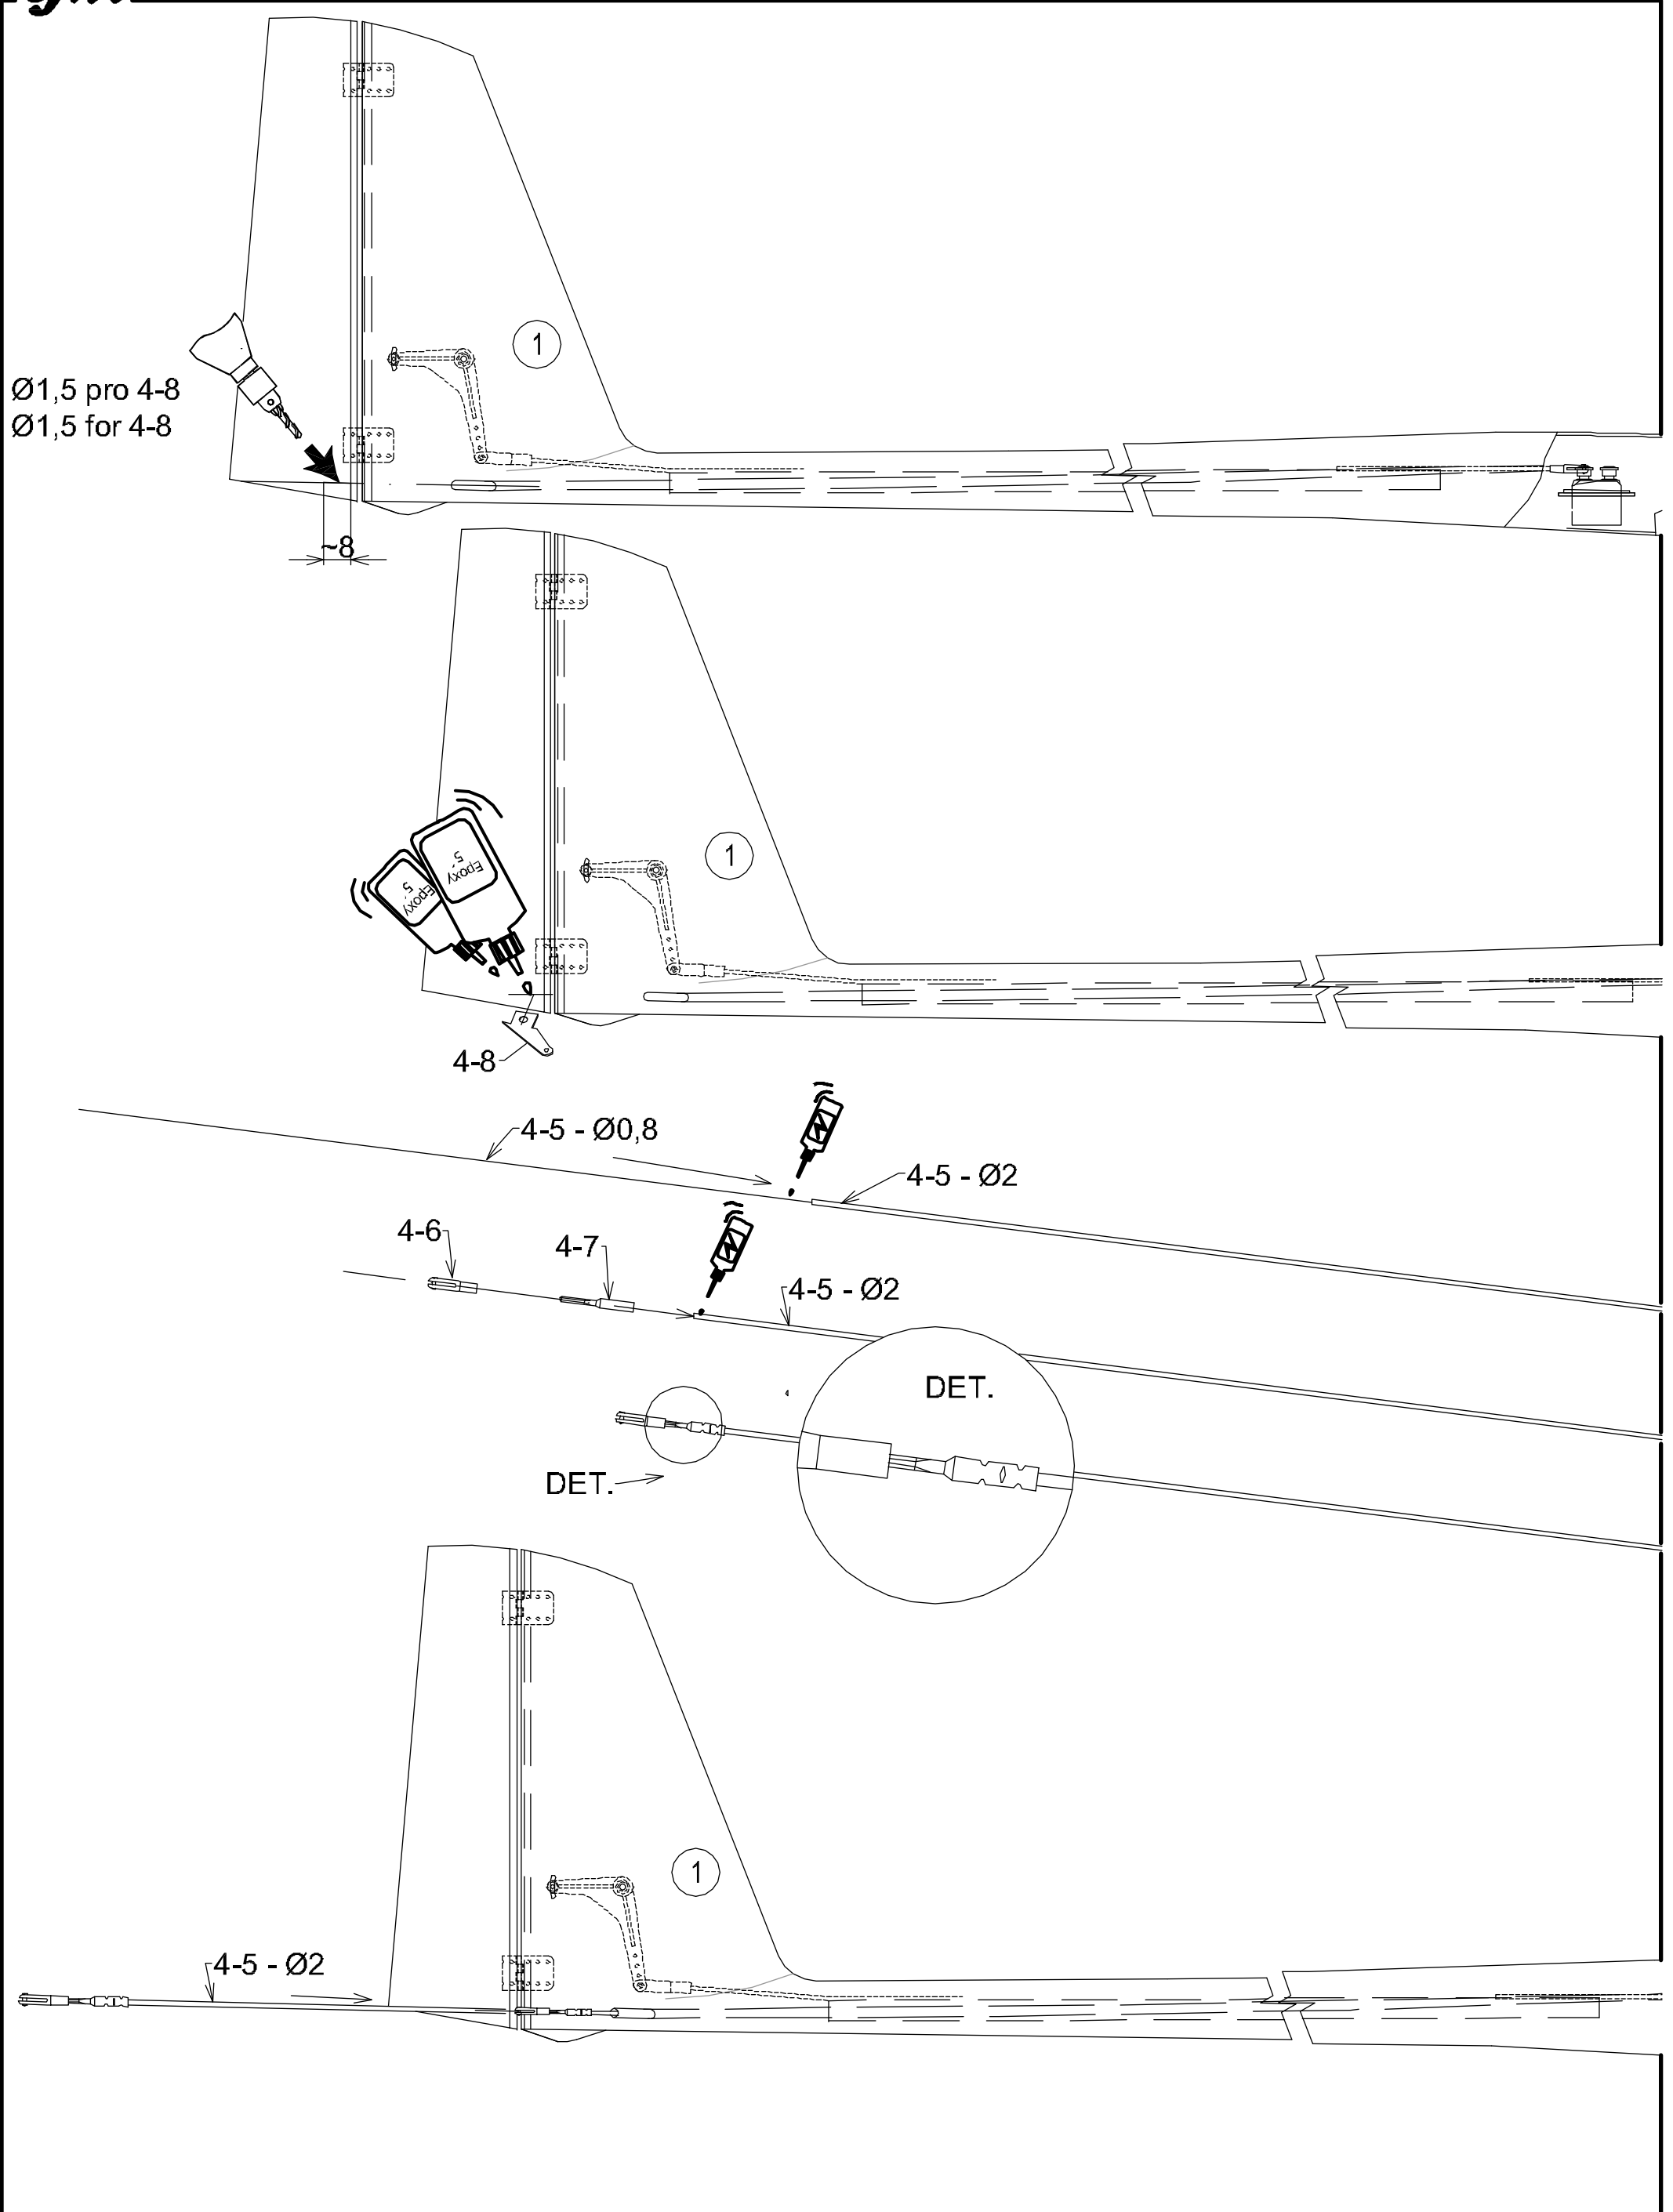 Ø1,5 pro 4-8
Ø1,5 for 4-8
1
~8
1
Epoxy
5´
Epoxy
5´
4-8
4-5 - Ø0,8
4-5 - Ø2
4-6
4-7
4-5 - Ø2
DET.
DET.
1
4-5 - Ø2